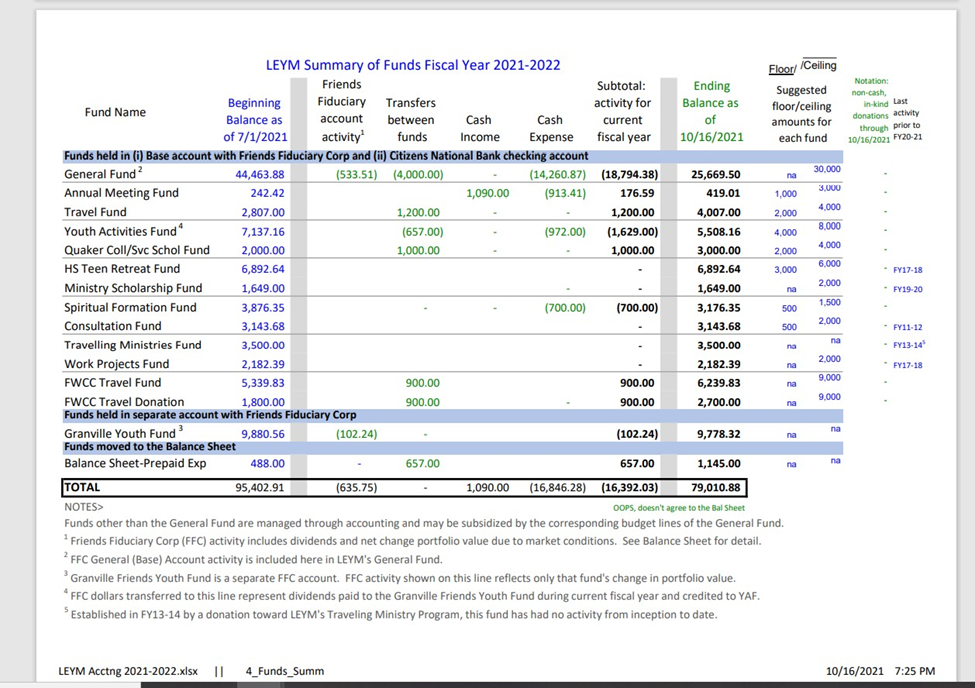 LEYM Summary of Funds Fiscal Year 2021-2022
Floor/ /Ceiling
Fund Name
Beginning Balance as of 7/1/2021
Friends Fiduciary account activity1
Transfers between funds
Cash Income
Cash Expense
Subtotal: activity for current fiscal year
Ending Balance as of 10/16/2021
Suggested floor/ceiling amounts for each fund
Notation: non-cash, in-kind donations through 10/16/2021
Last activity prior to FY20-21
Funds held in (i) Base account with Friends Fiduciary Corp and (ii) Citizens National Bank checking account
General Fund 2 44,463.88 (533.51) (4,000.00) - (14,260.87) (18,794.38) 25,669.50 na 30,000 -
Annual Meeting Fund 242.42 1,090.00 (913.41) 176.59 419.01 1,000 3,000 -
Travel Fund 2,807.00 1,200.00 - - 1,200.00 4,007.00 2,000 4,000 -
Youth Activities Fund 4 7,137.16 (657.00) - (972.00) (1,629.00) 5,508.16 4,000 8,000 -
Quaker Coll/Svc Schol Fund 2,000.00 1,000.00 - - 1,000.00 3,000.00 2,000 4,000 -
HS Teen Retreat Fund 6,892.64 - 6,892.64 3,000 6,000 - FY17-18
Ministry Scholarship Fund 1,649.00 - - 1,649.00 na 2,000 - FY19-20
Spiritual Formation Fund 3,876.35 - - (700.00) (700.00) 3,176.35 500 1,500 -
Consultation Fund 3,143.68 - 3,143.68 500 2,000 - FY11-12
Travelling Ministries Fund 3,500.00 - 3,500.00 na na - FY13-145
Work Projects Fund 2,182.39 - 2,182.39 na 2,000 - FY17-18
FWCC Travel Fund 5,339.83 900.00 900.00 6,239.83 na 9,000 -
FWCC Travel Donation 1,800.00 900.00 - 900.00 2,700.00 na 9,000 -
Funds held in separate account with Friends Fiduciary Corp
Granville Youth Fund 3 9,880.56 (102.24) - (102.24) 9,778.32 na na
Funds moved to the Balance Sheet
Balance Sheet-Prepaid Exp 488.00 - 657.00 657.00 1,145.00 na na
TOTAL 95,402.91 (635.75) - 1,090.00 (16,846.28) (16,392.03) 79,010.88
NOTES> OOPS, doesn't agree to the Bal Sheet
Funds other than the General Fund are managed through accounting and may be subsidized by the corresponding budget lines of the General Fund.
1 Friends Fiduciary Corp (FFC) activity includes dividends and net change portfolio value due to market conditions. See Balance Sheet for detail.
2 FFC General (Base) Account activity is included here in LEYM's General Fund.
3 Granville Friends Youth Fund is a separate FFC account. FFC activity shown on this line reflects only that fund's change in portfolio value.
4 FFC dollars transferred to this line represent dividends paid to the Granville Friends Youth Fund during current fiscal year and credited to YAF.
5 Established in FY13-14 by a donation toward LEYM's Traveling Ministry Program, this fund has had no activity from inception to date.
LEYM Acctng 2021-2022.xlsx || 4_Funds_Summ 10/16/2021 7:25 PM